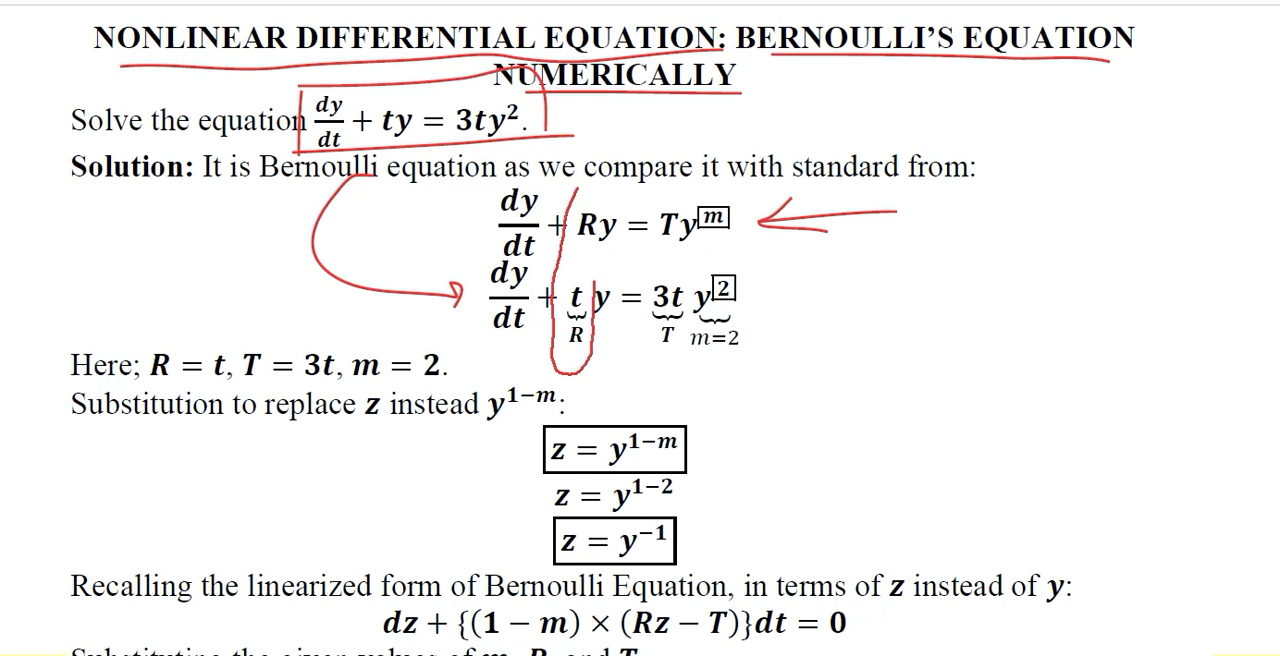 NONLINEAR DIFFERENTIAL EQUATION: BERNOULLI'S EQUATION
NUMERICALLY
Solve the equation dy/dt + ty = 3ty².
Solution: It is Bernoulli equation as we compare it with standard from:
dy/dt + Ry = Ty^m
dy/dt + t y = 3t y^2
R T m=2
Here; R = t, T = 3t, m = 2.
Substitution to replace z instead y^{1−m}:
z = y^{1−m}
z = y^{1−2}
z = y^{−1}
Recalling the linearized form of Bernoulli Equation, in terms of z instead of y:
dz + {(1 − m) × (Rz − T)}dt = 0